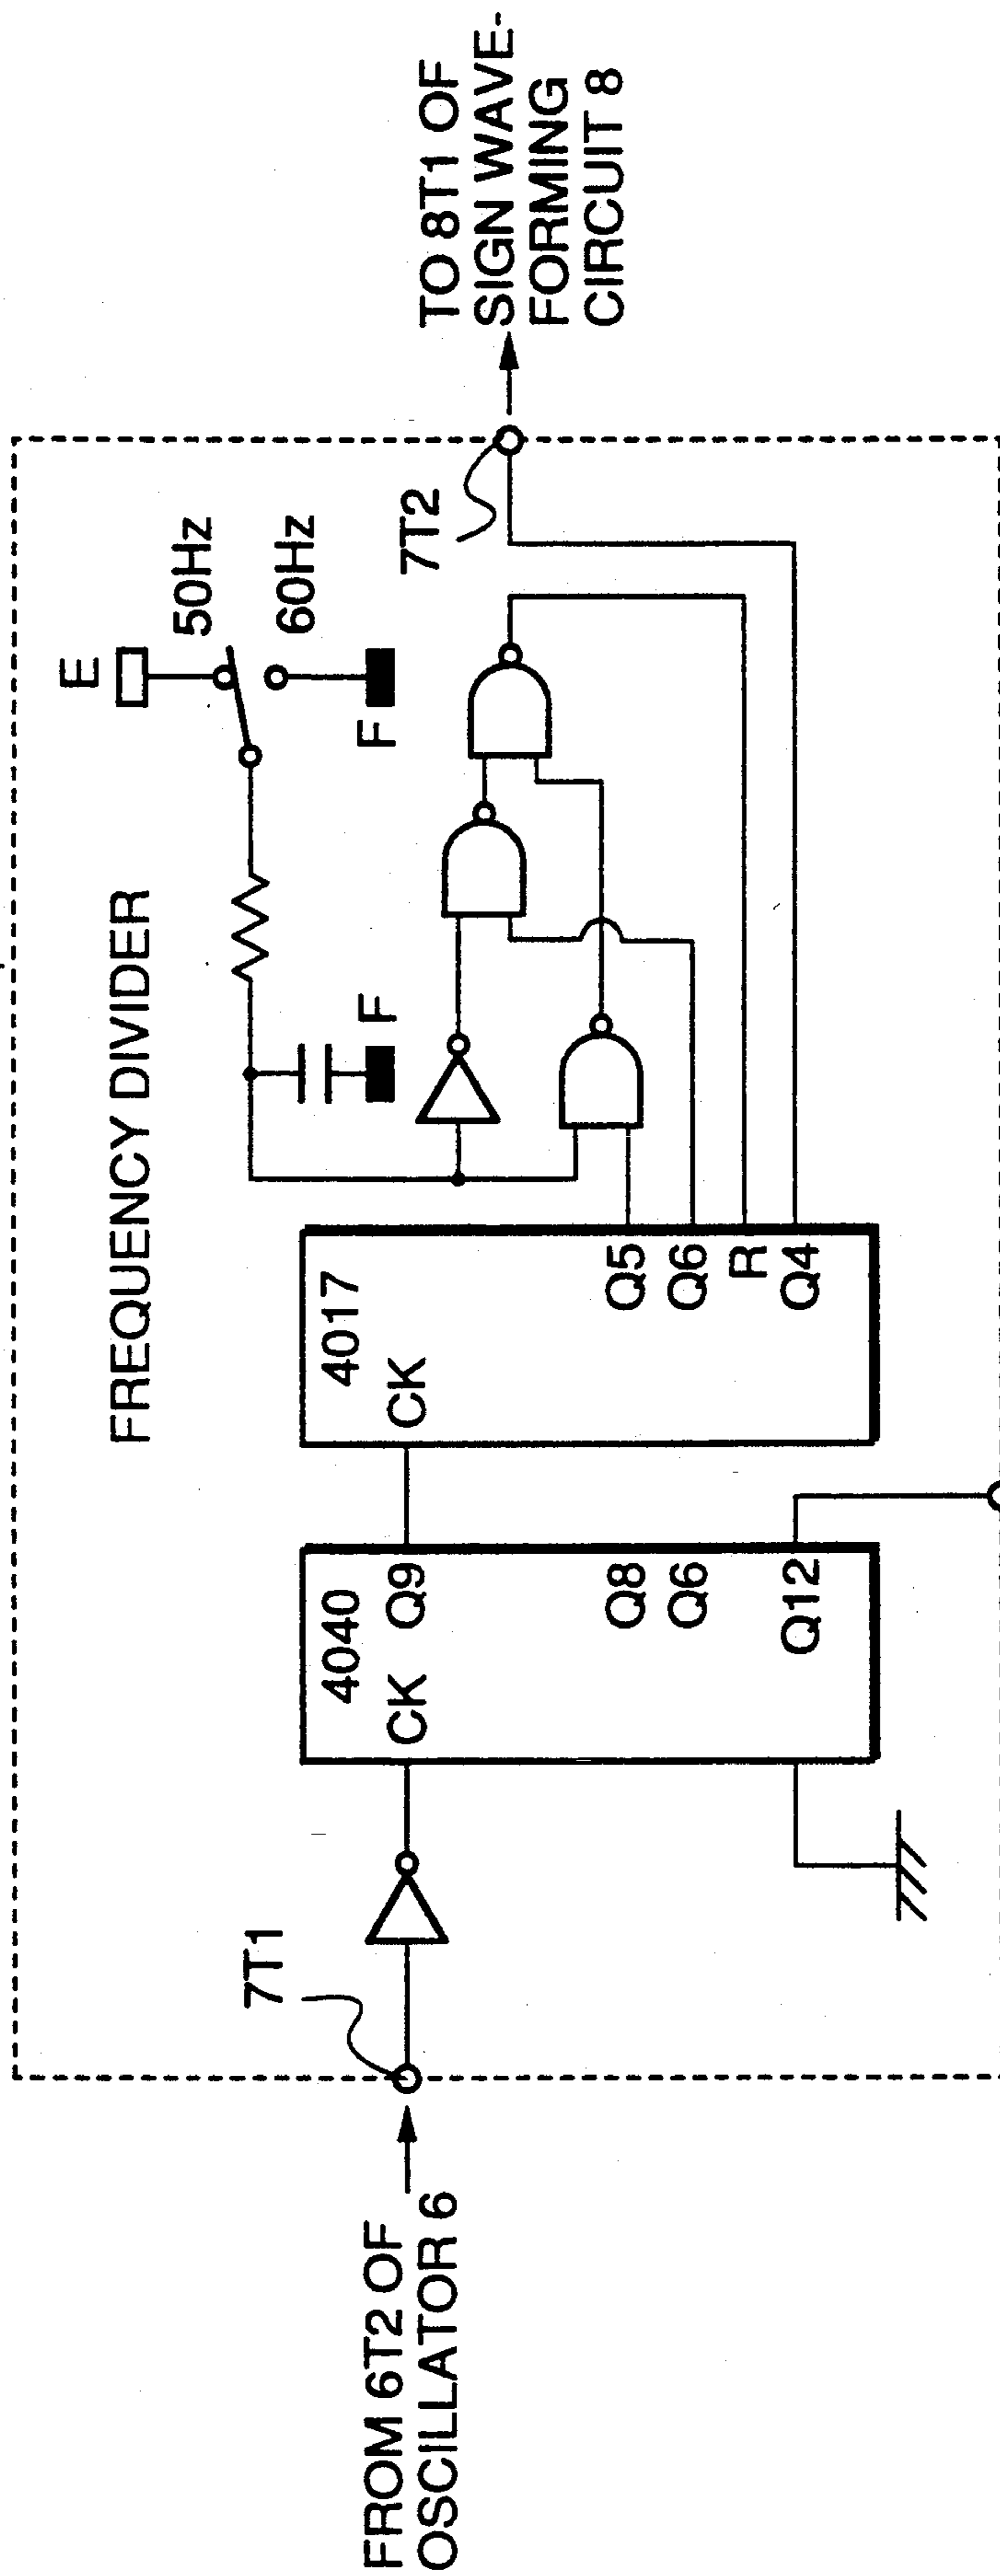 FREQUENCY DIVIDER
FROM 6T2 OF
OSCILLATOR 6
7T1
4040
CK
Q9
Q8
Q6
Q12
4017
CK
Q5
Q6
R
Q4
F
E
50Hz
60Hz
F
7T2
TO 8T1 OF
SIGN WAVE-
FORMING
CIRCUIT 8